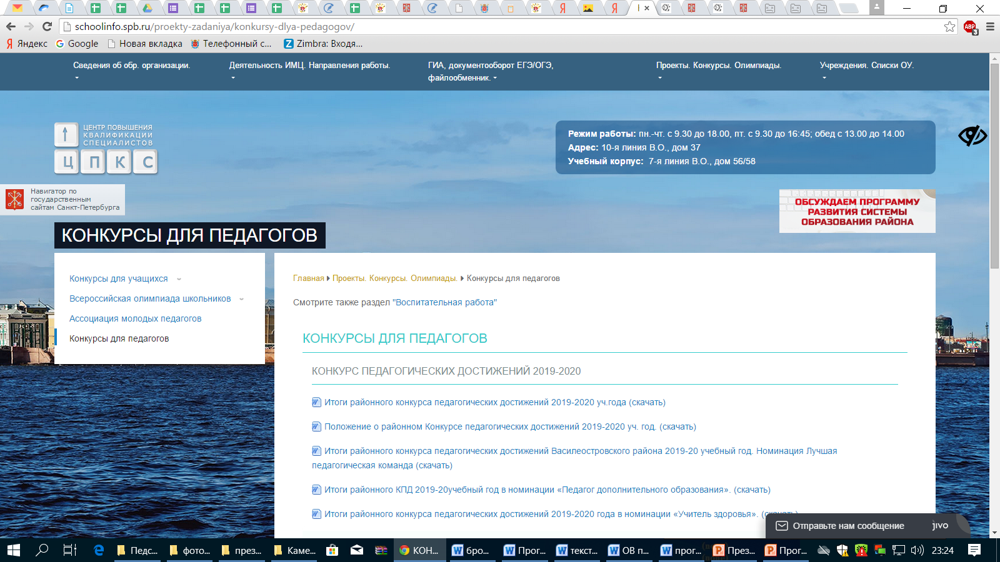 schoolinfo.spb.ru/proekty-zadaniya/konkursy-dlya-pedagogov/
ABP
3
Яндекс
Google
Новая вкладка
Телефонный с...
Zimbra: Входя...
Сведения об обр. организации.
Деятельность ИМЦ. Направления работы.
ГИА, документооборот ЕГЭ/ОГЭ,
файлообменник.
Проекты. Конкурсы. Олимпиады.
Учреждения. Списки ОУ.
ЦЕНТР ПОВЫШЕНИЯ
КВАЛИФИКАЦИИ
СПЕЦИАЛИСТОВ
ЦПКС
Режим работы: пн.-чт. с 9.30 до 18.00, пт. с 9.30 до 16:45; обед с 13.00 до 14.00
Адрес: 10-я линия В.О., дом 37
Учебный корпус: 7-я линия В.О., дом 56/58
Навигатор по
государственным
сайтам Санкт-Петербурга
ОБСУЖДАЕМ ПРОГРАММУ
РАЗВИТИЯ СИСТЕМЫ
ОБРАЗОВАНИЯ РАЙОНА
КОНКУРСЫ ДЛЯ ПЕДАГОГОВ
Конкурсы для учащихся
Всероссийская олимпиада школьников
Ассоциация молодых педагогов
Конкурсы для педагогов
Главная Проекты. Конкурсы. Олимпиады. Конкурсы для педагогов
Смотрите также раздел "Воспитательная работа"
КОНКУРСЫ ДЛЯ ПЕДАГОГОВ
КОНКУРС ПЕДАГОГИЧЕСКИХ ДОСТИЖЕНИЙ 2019-2020
Итоги районного конкурса педагогических достижений 2019-2020 уч.года (скачать)
Положение о районном Конкурсе педагогических достижений 2019-2020 уч. год. (скачать)
Итоги районного конкурса педагогических достижений Василеостровского района 2019-20 учебный год. Номинация Лучшая
педагогическая команда (скачать)
Итоги районного КПД 2019-20учебный год в номинации «Педагог дополнительного образования». (скачать)
Итоги районного конкурса педагогических достижений 2019-2020 года в номинации «Учитель здоровья».
Отправьте нам сообщение
jivo
Педс...
фото...
през...
Каме...
КОН...
бро...
Прог...
текст...
ОВ п...
прог...
През...
Прог...
23:24